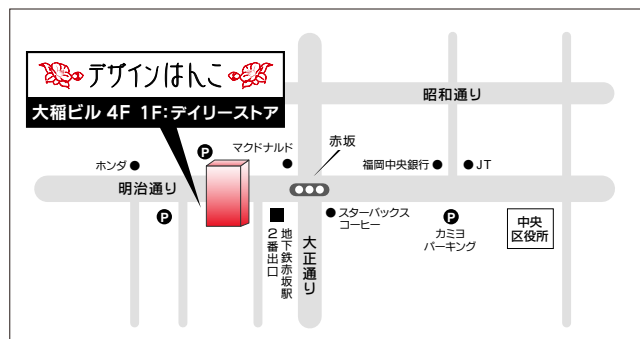 デザインはんこ
大稲ビル 4F 1F:デイリーストア
昭和通り
赤坂
マクドナルド
P
ホンダ
福岡中央銀行
JT
明治通り
P
スターバックス
コーヒー
P
カミヨ
パーキング
中央
区役所
地下鉄赤坂駅
2番出口
大正通り